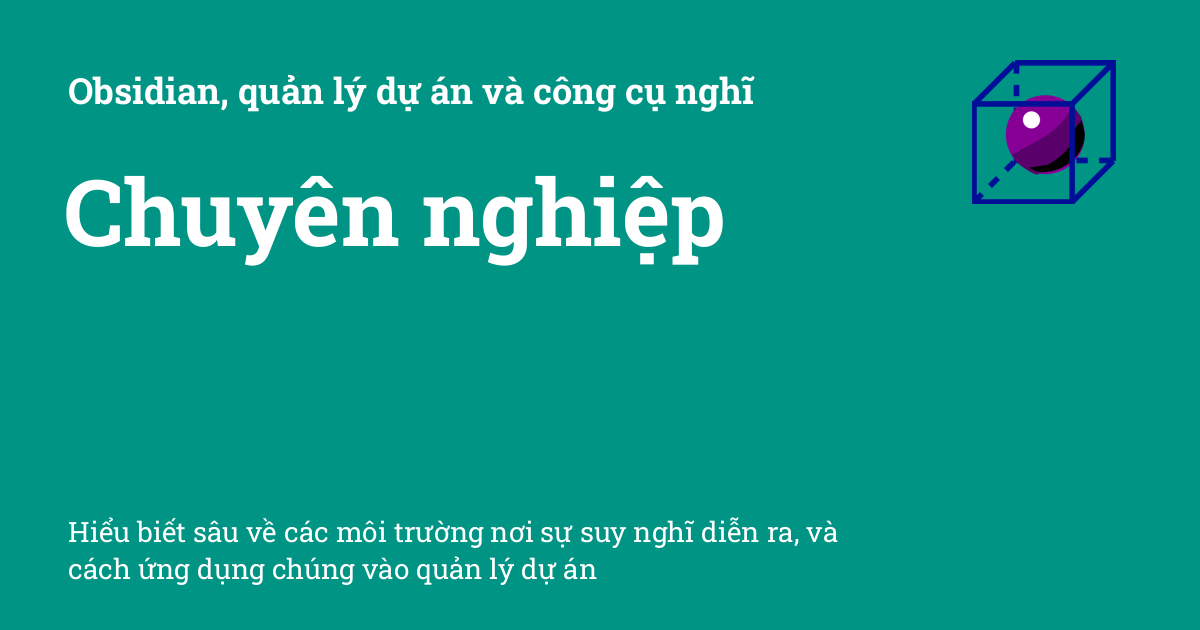 Obsidian, quản lý dự án và công cụ nghĩ
Chuyên nghiệp
Hiểu biết sâu về các môi trường nơi sự suy nghĩ diễn ra, và
cách ứng dụng chúng vào quản lý dự án